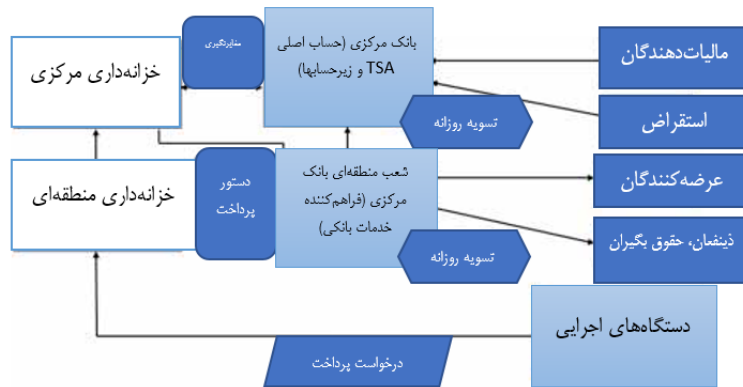 خزانه‌داری مرکزی
مغایرتگیری
بانک مرکزی (حساب اصلی
TSA و زیرحسابها)
مالیات‌دهندگان
استقراض
تسویه روزانه
خزانه‌داری منطقه‌ای
دستور
پرداخت
شعب منطقه‌ای بانک
مرکزی (فراهم‌کننده
خدمات بانکی)
عرضه‌کنندگان
ذینفعان، حقوق بگیران
تسویه روزانه
دستگاه‌های اجرایی
درخواست پرداخت